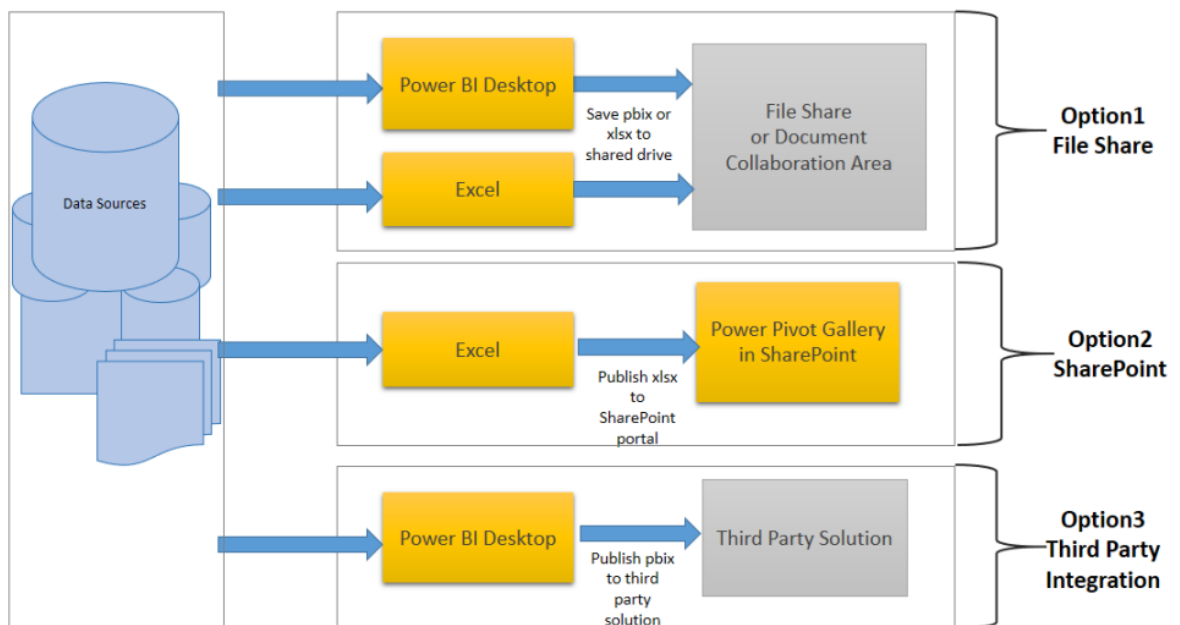 Data Sources
Power BI Desktop
Save pbix or
xlsx to
shared drive
Excel
File Share
or Document
Collaboration Area
Option1
File Share
Excel
Publish xlsx
to
SharePoint
portal
Power Pivot Gallery
in SharePoint
Option2
SharePoint
Power BI Desktop
Publish pbix
to third
party
solution
Third Party Solution
Option3
Third Party
Integration